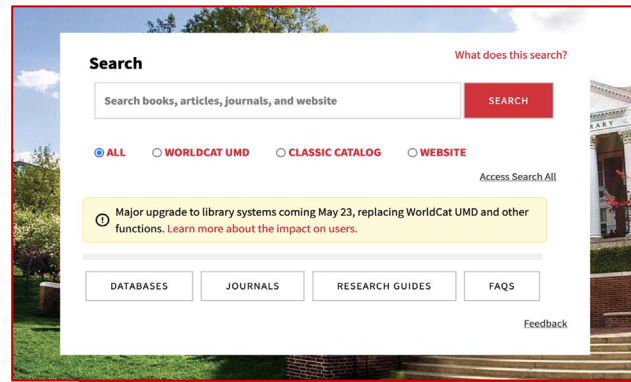 Search
What does this search?
Search books, articles, journals, and website
SEARCH
ALL
WORLDCAT UMD
CLASSIC CATALOG
WEBSITE
Access Search All
Major upgrade to library systems coming May 23, replacing WorldCat UMD and other
functions. Learn more about the impact on users.
DATABASES
JOURNALS
RESEARCH GUIDES
FAQS
Feedback